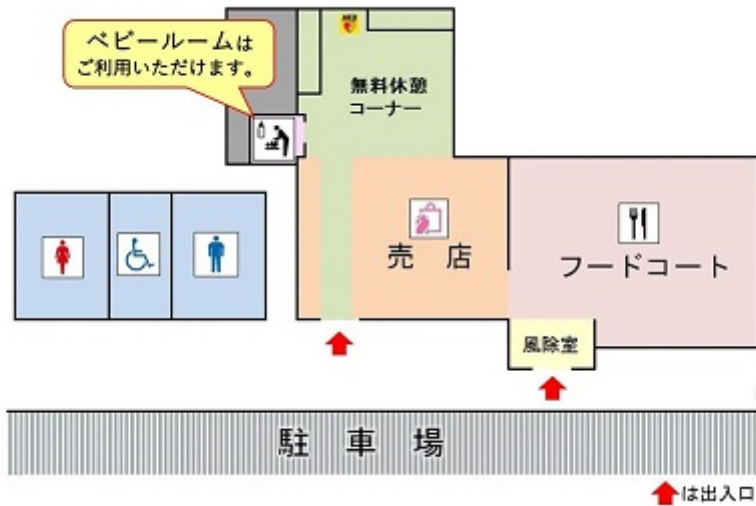 ベビールームは
ご利用いただけます。
無料休憩
コーナー
売店
フードコート
風除室
駐車場
は出入口